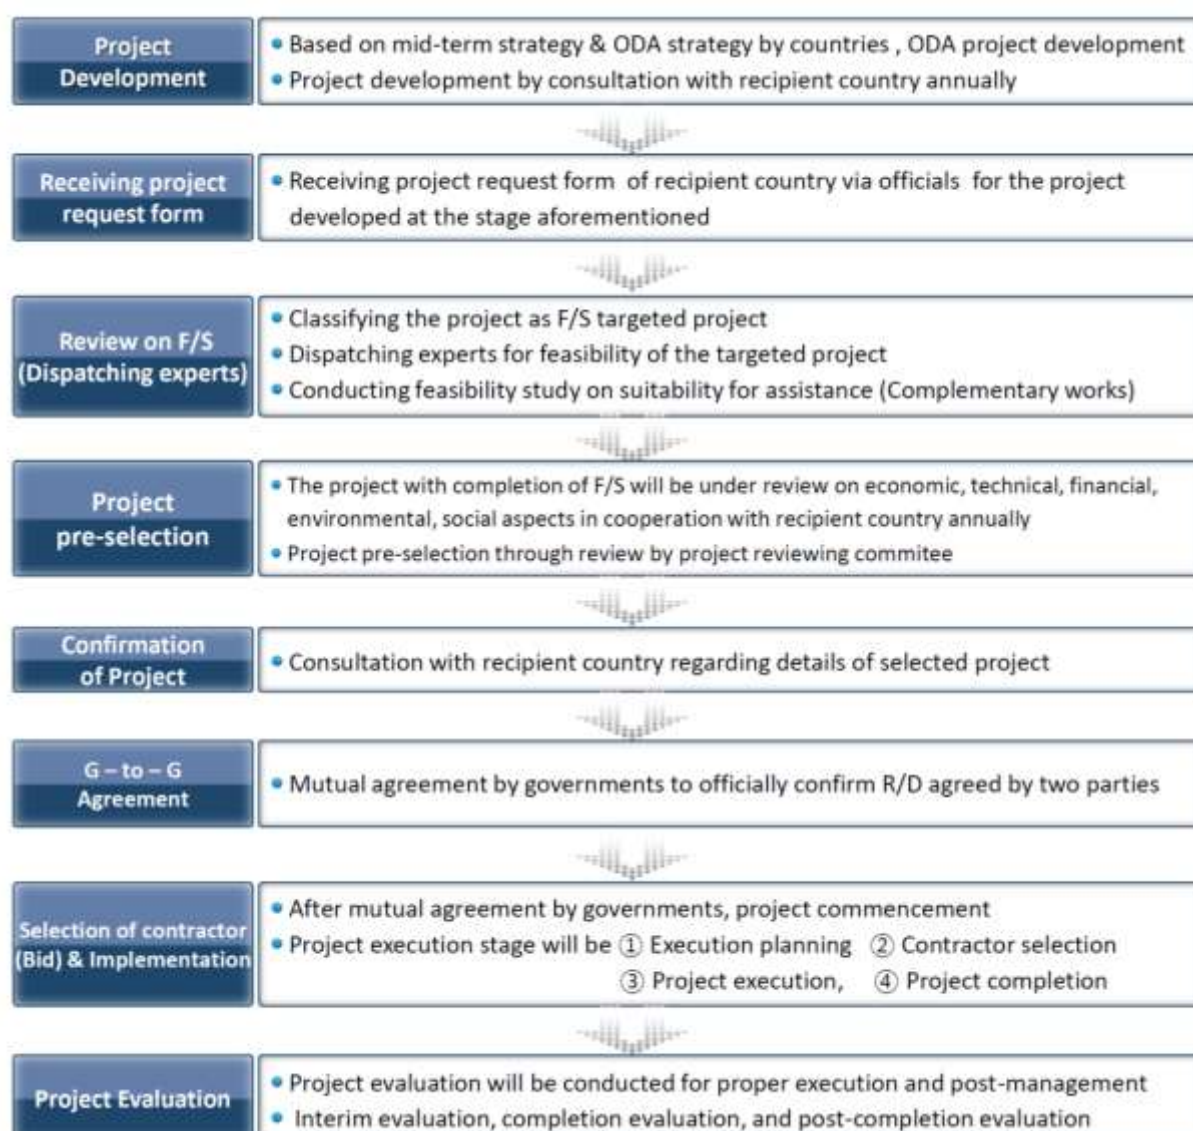 Project
Development
• Based on mid-term strategy & ODA strategy by countries , ODA project development
• Project development by consultation with recipient country annually
Receiving project
request form
• Receiving project request form of recipient country via officials for the project
developed at the stage aforementioned
Review on F/S
(Dispatching experts)
• Classifying the project as F/S targeted project
• Dispatching experts for feasibility of the targeted project
• Conducting feasibility study on suitability for assistance (Complementary works)
Project
pre-selection
• The project with completion of F/S will be under review on economic, technical, financial,
environmental, social aspects in cooperation with recipient country annually
• Project pre-selection through review by project reviewing commitee
Confirmation
of Project
• Consultation with recipient country regarding details of selected project
G – to – G
Agreement
• Mutual agreement by governments to officially confirm R/D agreed by two parties
Selection of contractor
(Bid) & Implementation
• After mutual agreement by governments, project commencement
• Project execution stage will be ① Execution planning ② Contractor selection
③ Project execution, ④ Project completion
Project Evaluation
• Project evaluation will be conducted for proper execution and post-management
• Interim evaluation, completion evaluation, and post-completion evaluation